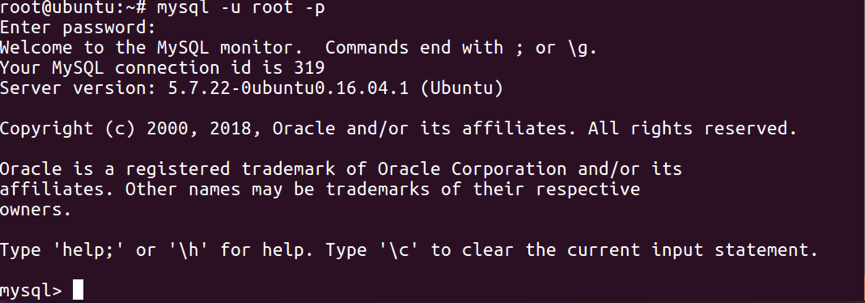 root@ubuntu:~# mysql -u root -p
Enter password:
Welcome to the MySQL monitor.  Commands end with ; or \g.
Your MySQL connection id is 319
Server version: 5.7.22-0ubuntu0.16.04.1 (Ubuntu)
Copyright (c) 2000, 2018, Oracle and/or its affiliates. All rights reserved.
Oracle is a registered trademark of Oracle Corporation and/or its
affiliates. Other names may be trademarks of their respective
owners.
Type 'help;' or '\h' for help. Type '\c' to clear the current input statement.
mysql>